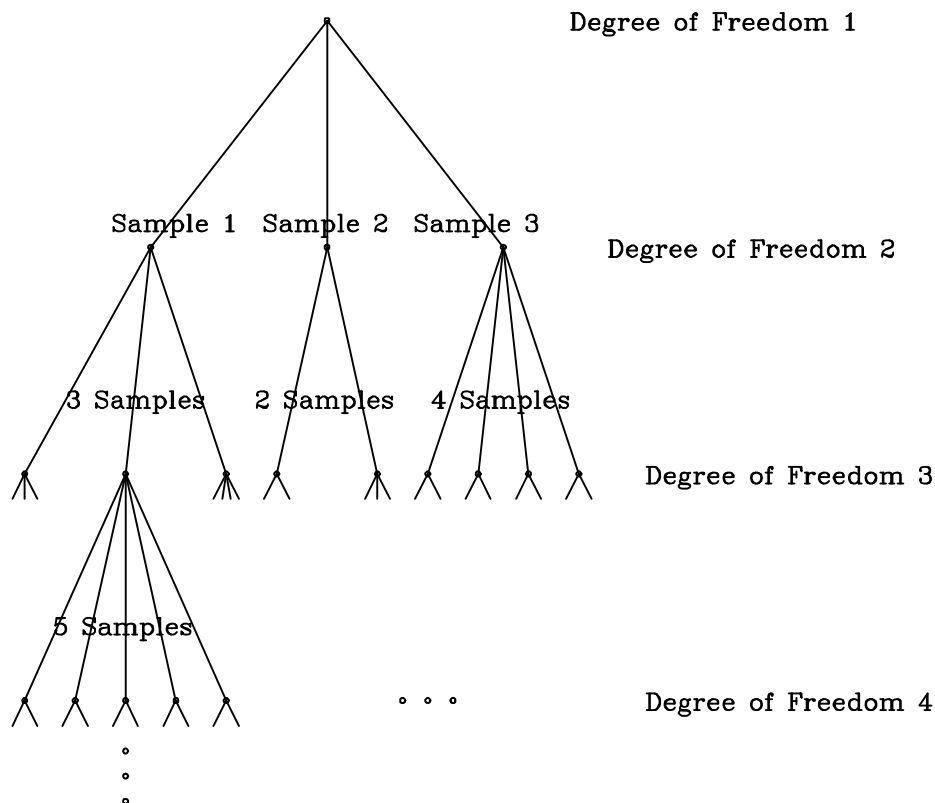 Degree of Freedom 1
Sample 1 Sample 2 Sample 3
Degree of Freedom 2
3 Samples 2 Samples 4 Samples
Degree of Freedom 3
5 Samples
Degree of Freedom 4